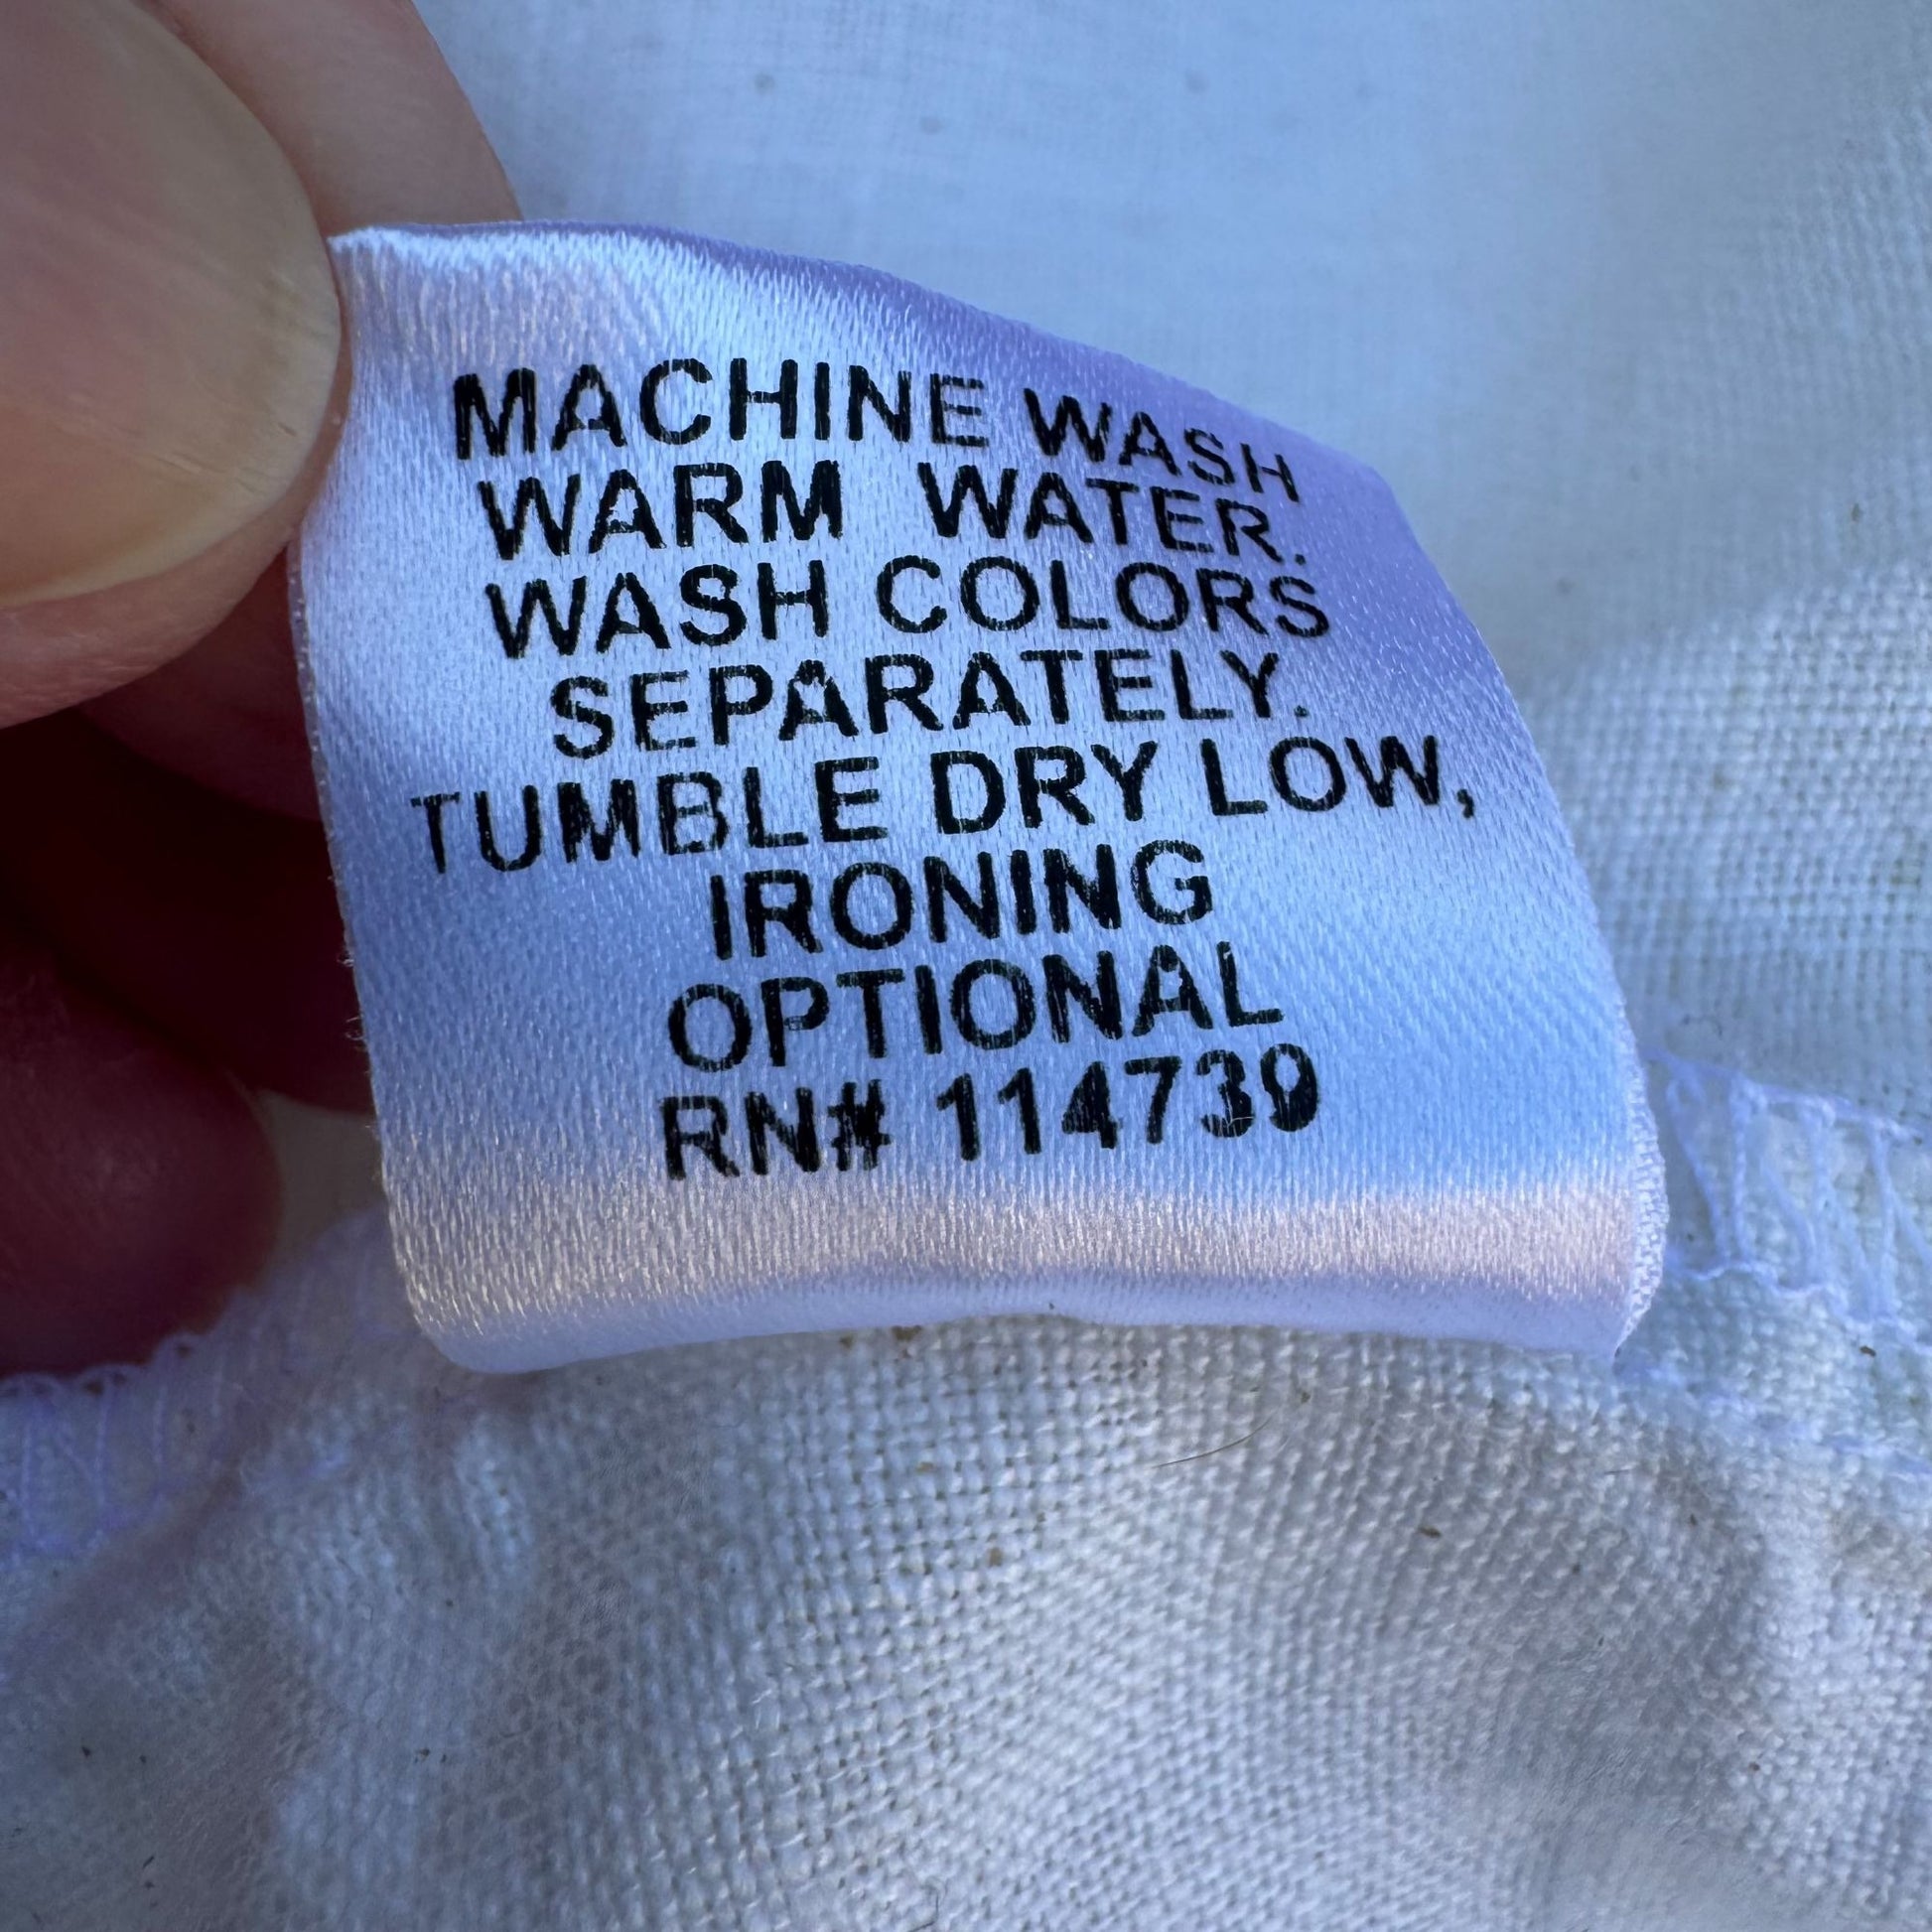 MACHINE WASH
WARM WATER.
WASH COLORS
SEPARATELY.
TUMBLE DRY LOW,
IRONING
OPTIONAL
RN# 114739